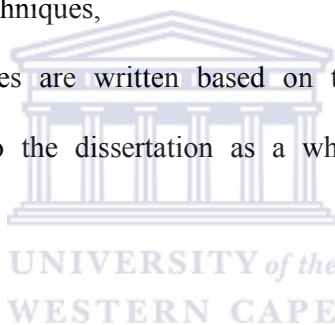 hniques,
es are written based on t
o the dissertation as a wh
UNIVERSITY of the
WESTERN CAPE